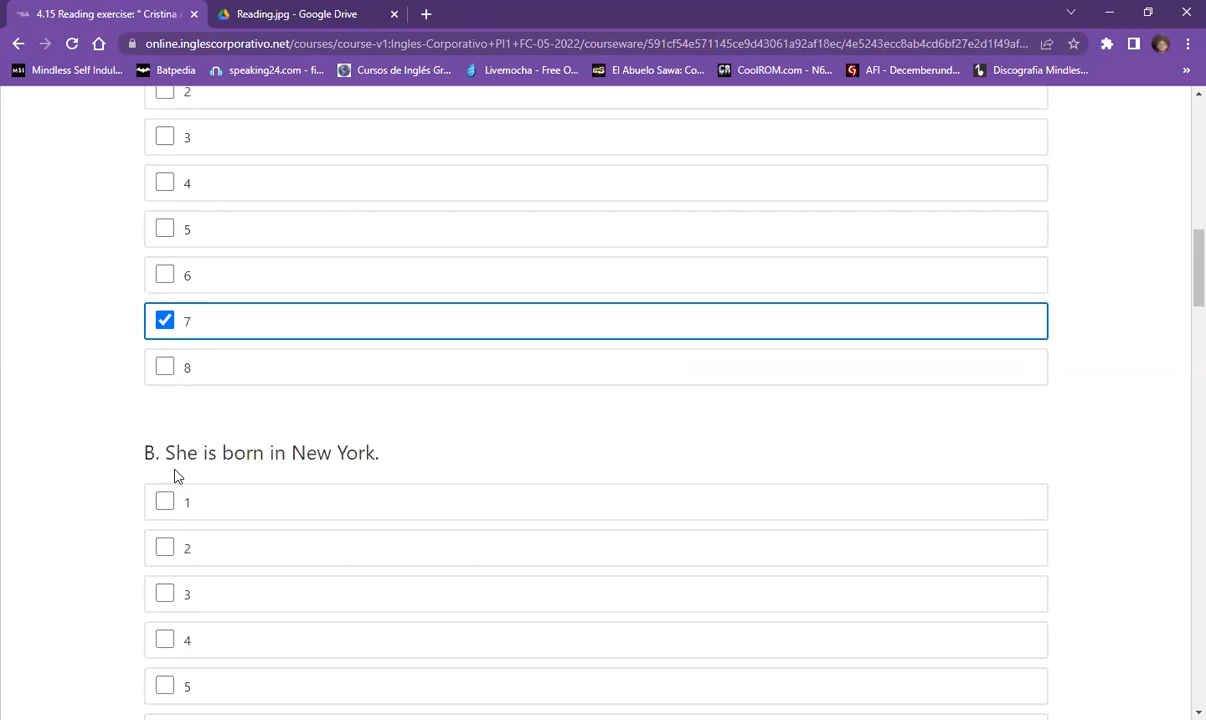 4.15 Reading exercise: " Cristina
Reading.jpg - Google Drive
online.inglescorporativo.net/courses/course-v1:Ingles-Corporativo+PI1+FC-05-2022/courseware/591cf54e571145ce9d43061a92af18ec/4e5243ecc8ab4cd6bf27e2d1f49af...
Mindless Self Indul... Batpedia speaking24.com - fi... Cursos de Inglés Gr... Livemocha - Free O... El Abuelo Sawa: Co... CoolROM.com - N6... AFI - Decemberund... Discografia Mindles...
2
3
4
5
6
7
8
B. She is born in New York.
1
2
3
4
5